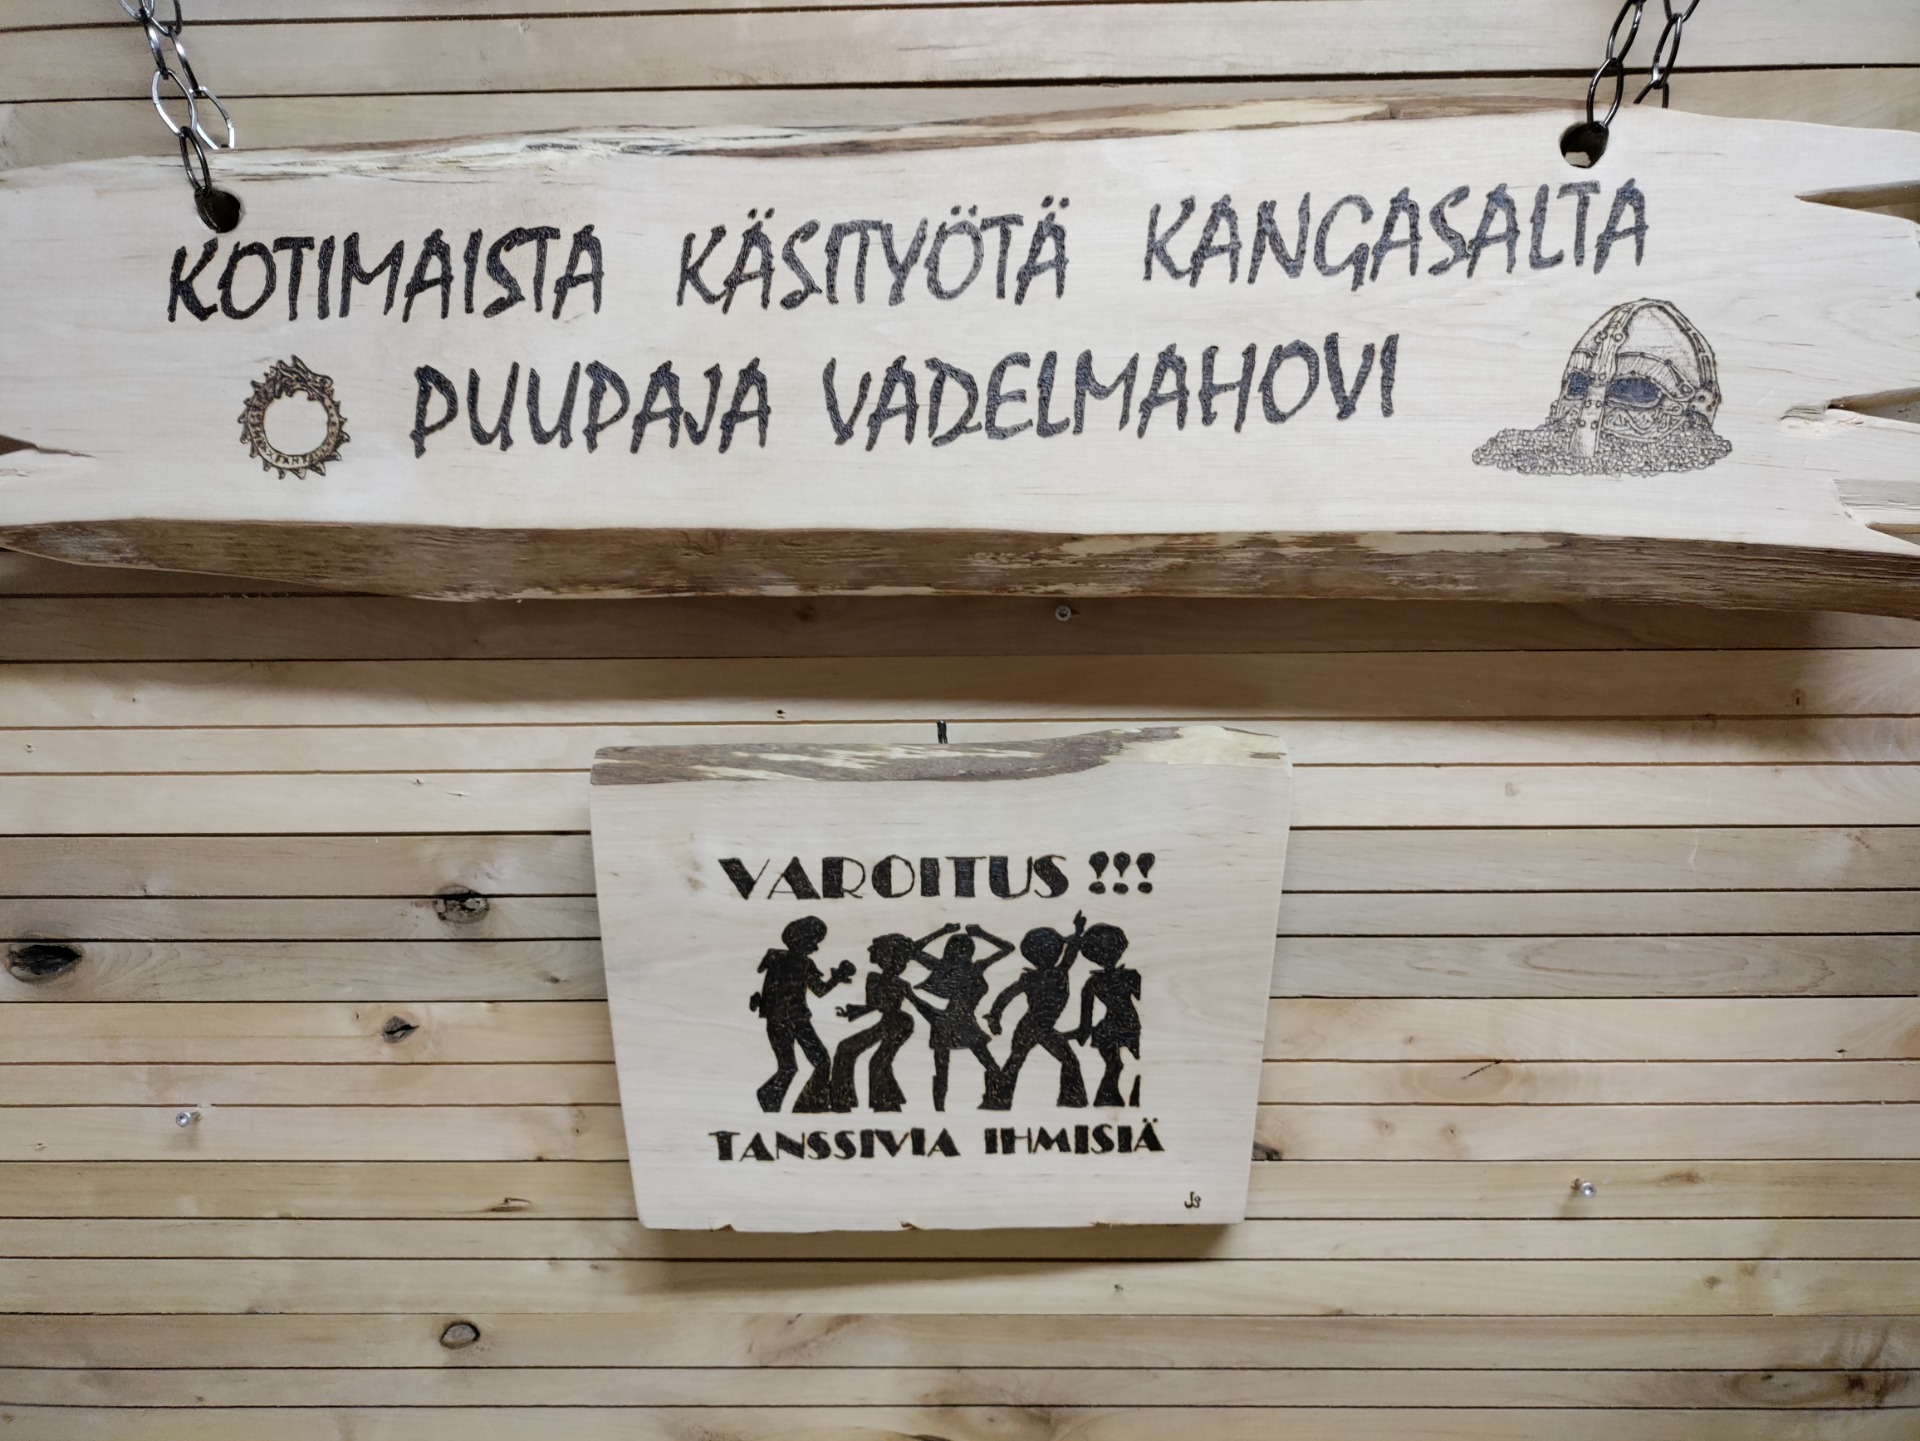 KOTIMAISTA KÄSITYÖTÄ KANGASALTA
PUUPAJA VADELMAHOVI
VAROITUS !!!
TANSSIVIA IHMISIÄ